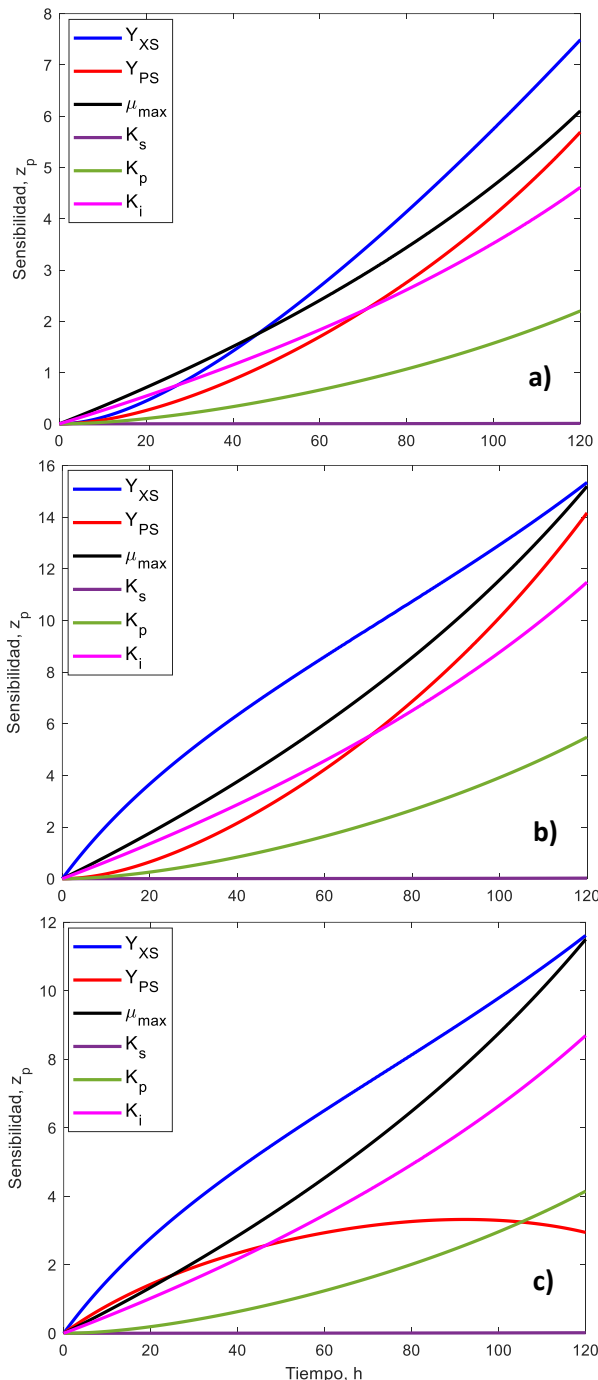 8
7
6
5
4
3
2
1
0
Sensibilidad, z_p
Y_XS
Y_PS
μ_max
K_s
K_p
K_i
a)
0 20 40 60 80 100 120
16
14
12
10
8
6
4
2
0
Sensibilidad, z_p
Y_XS
Y_PS
μ_max
K_s
K_p
K_i
b)
0 20 40 60 80 100 120
12
10
8
6
4
2
0
Sensibilidad, z_p
Y_XS
Y_PS
μ_max
K_s
K_p
K_i
c)
0 20 40 60 80 100 120
Tiempo, h